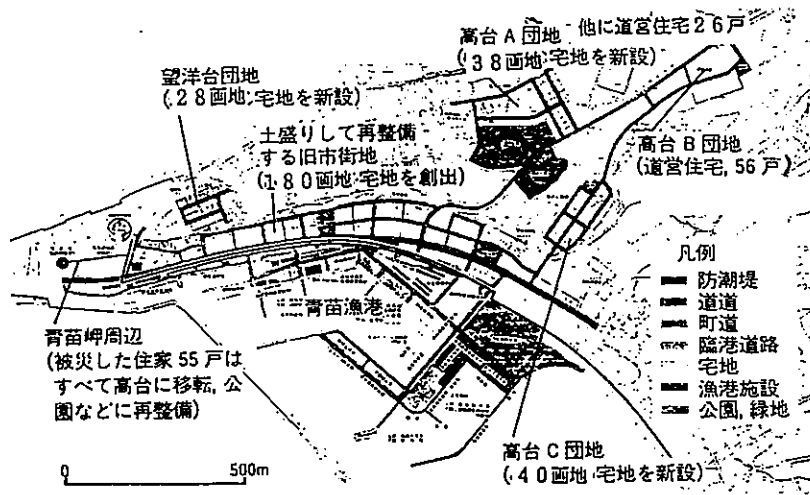 高台A団地 他に道営住宅26戸
(38画地宅地を新設)
望洋台団地
(28画地宅地を新設)
土盛りして再整備
する旧市街地
(180画地宅地を創出)
高台B団地
(道営住宅,56戸)
青苗漁港
青苗岬周辺
(被災した住家55戸は
すべて高台に移転,公
園などに再整備)
凡例
防潮堤
道道
町道
臨港道路
宅地
漁港施設
公園,緑地
高台C団地
(40画地宅地を新設)
0 500m